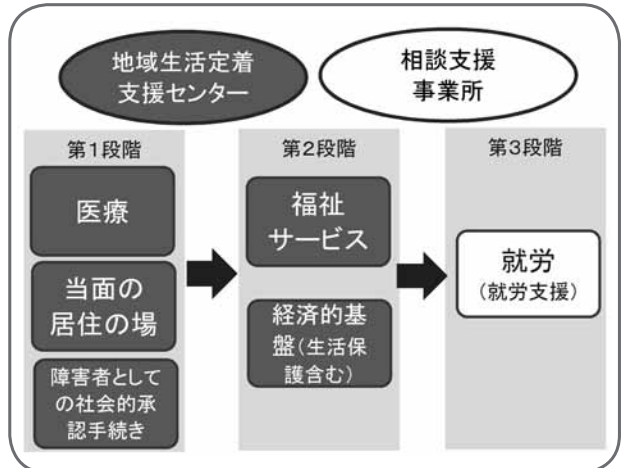 地域生活定着
支援センター
相談支援
事業所
第1段階
医療
当面の
居住の場
障害者として
の社会的承
認手続き
第2段階
福祉
サービス
経済的基
盤(生活保
護含む)
第3段階
就労
(就労支援)